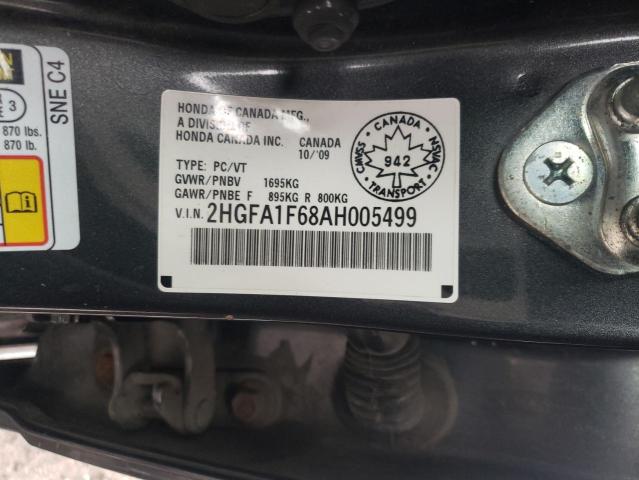 HONDA OF CANADA MFG.,
A DIVISION OF
HONDA CANADA INC. CANADA
10/'09
TYPE: PC/VT
GVWR/PNBV 1695KG
GAWR/PNBE F 895KG R 800KG
V.I.N. 2HGFA1F68AH005499
CANADA
CMVSS
942
NSVAC
TRANSPORT
SNE C4
3
870 lbs.
870 lb.